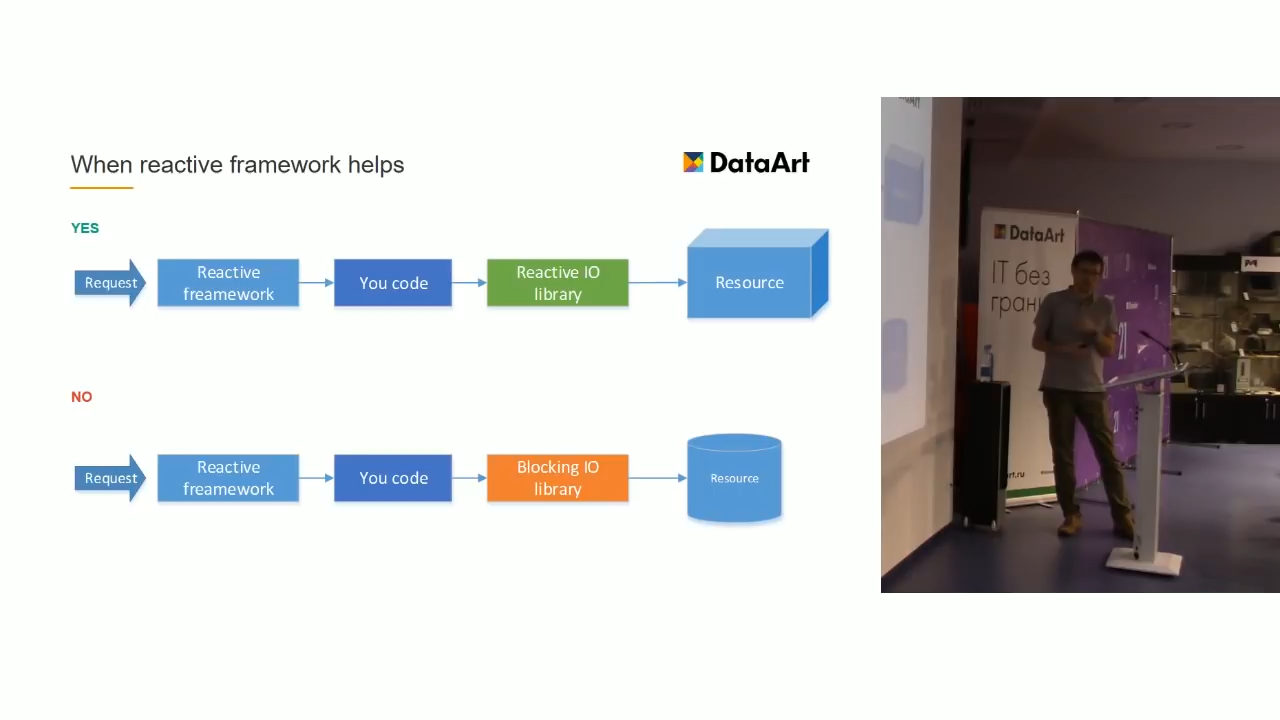 When reactive framework helps
DataArt
YES
Request
Reactive
freamework
You code
Reactive IO
library
Resource
NO
Request
Reactive
freamework
You code
Blocking IO
library
Resource
DataArt
IT без
21